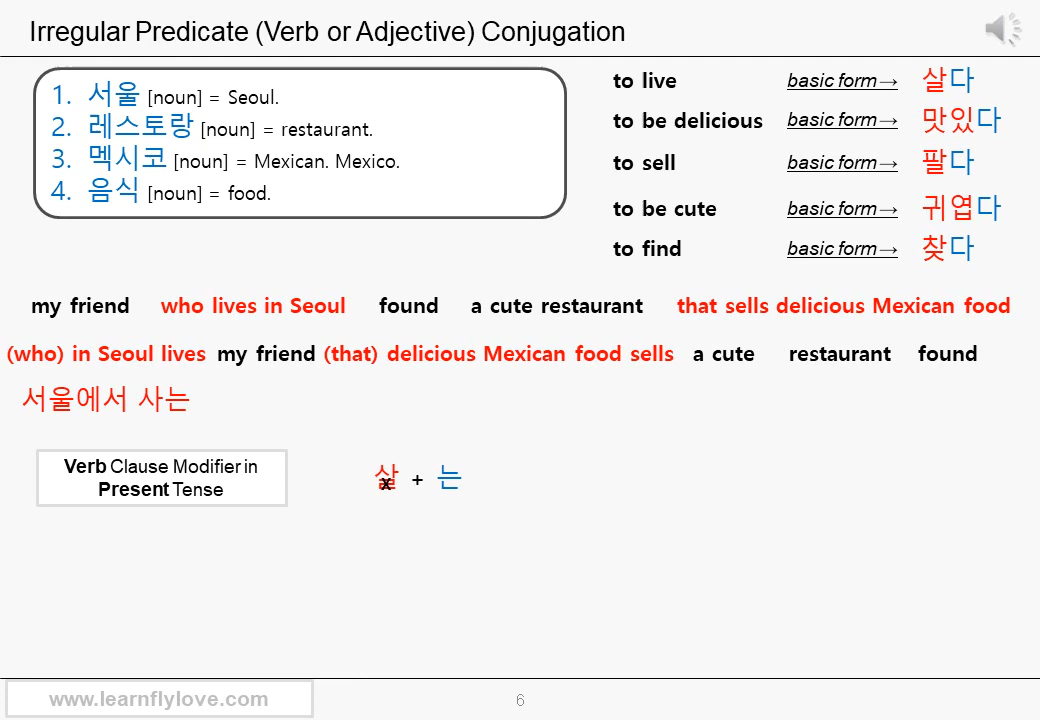 Irregular Predicate (Verb or Adjective) Conjugation
1. 서울 [noun] = Seoul.
2. 레스토랑 [noun] = restaurant.
3. 멕시코 [noun] = Mexican. Mexico.
4. 음식 [noun] = food.
to live basic form→ 살다
to be delicious basic form→ 맛있다
to sell basic form→ 팔다
to be cute basic form→ 귀엽다
to find basic form→ 찾다
my friend who lives in Seoul found a cute restaurant that sells delicious Mexican food
(who) in Seoul lives my friend (that) delicious Mexican food sells a cute restaurant found
서울에서 사는
Verb Clause Modifier in
Present Tense
살 + 는
x
www.learnflylove.com
6